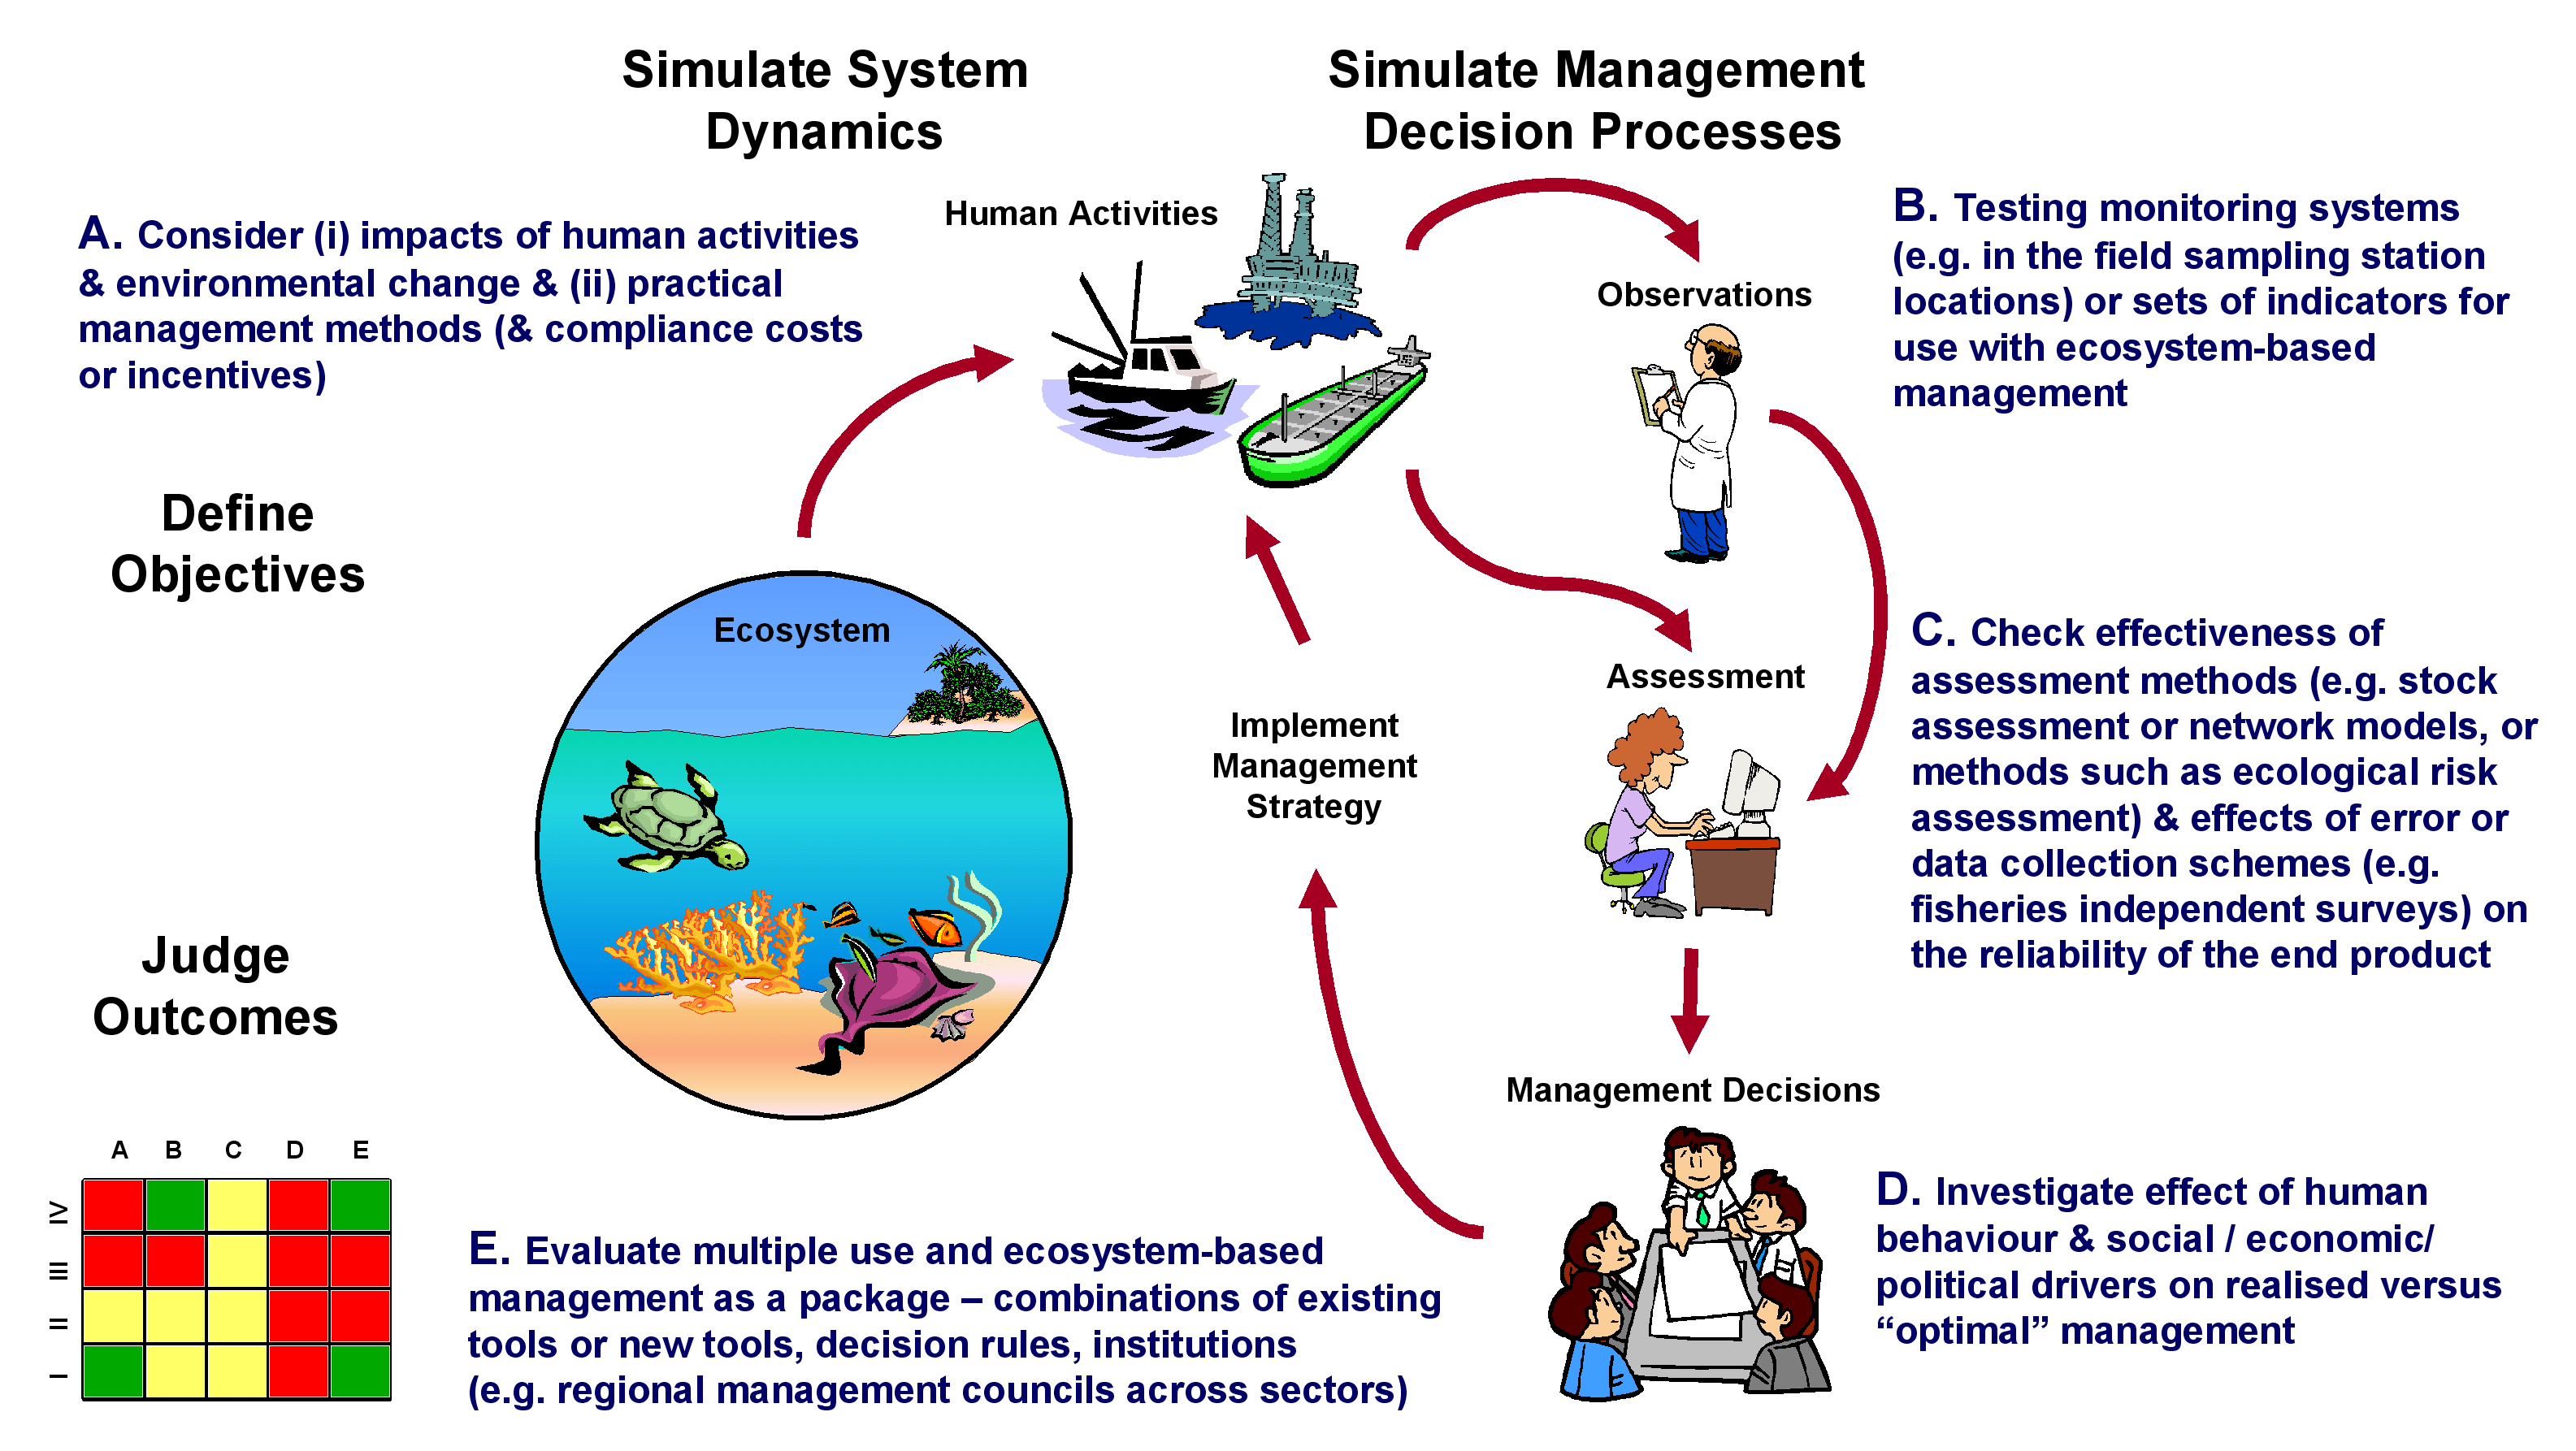 Simulate System
Dynamics
Simulate Management
Decision Processes
A. Consider (i) impacts of human activities
& environmental change & (ii) practical
management methods (& compliance costs
or incentives)
Human Activities
Observations
B. Testing monitoring systems
(e.g. in the field sampling station
locations) or sets of indicators for
use with ecosystem-based
management
Define
Objectives
Ecosystem
Implement
Management
Strategy
Assessment
C. Check effectiveness of
assessment methods (e.g. stock
assessment or network models, or
methods such as ecological risk
assessment) & effects of error or
data collection schemes (e.g.
fisheries independent surveys) on
the reliability of the end product
Judge
Outcomes
Management Decisions
A B C D E
IV
III
II
I
E. Evaluate multiple use and ecosystem-based
management as a package – combinations of existing
tools or new tools, decision rules, institutions
(e.g. regional management councils across sectors)
D. Investigate effect of human
behaviour & social / economic/
political drivers on realised versus
“optimal” management